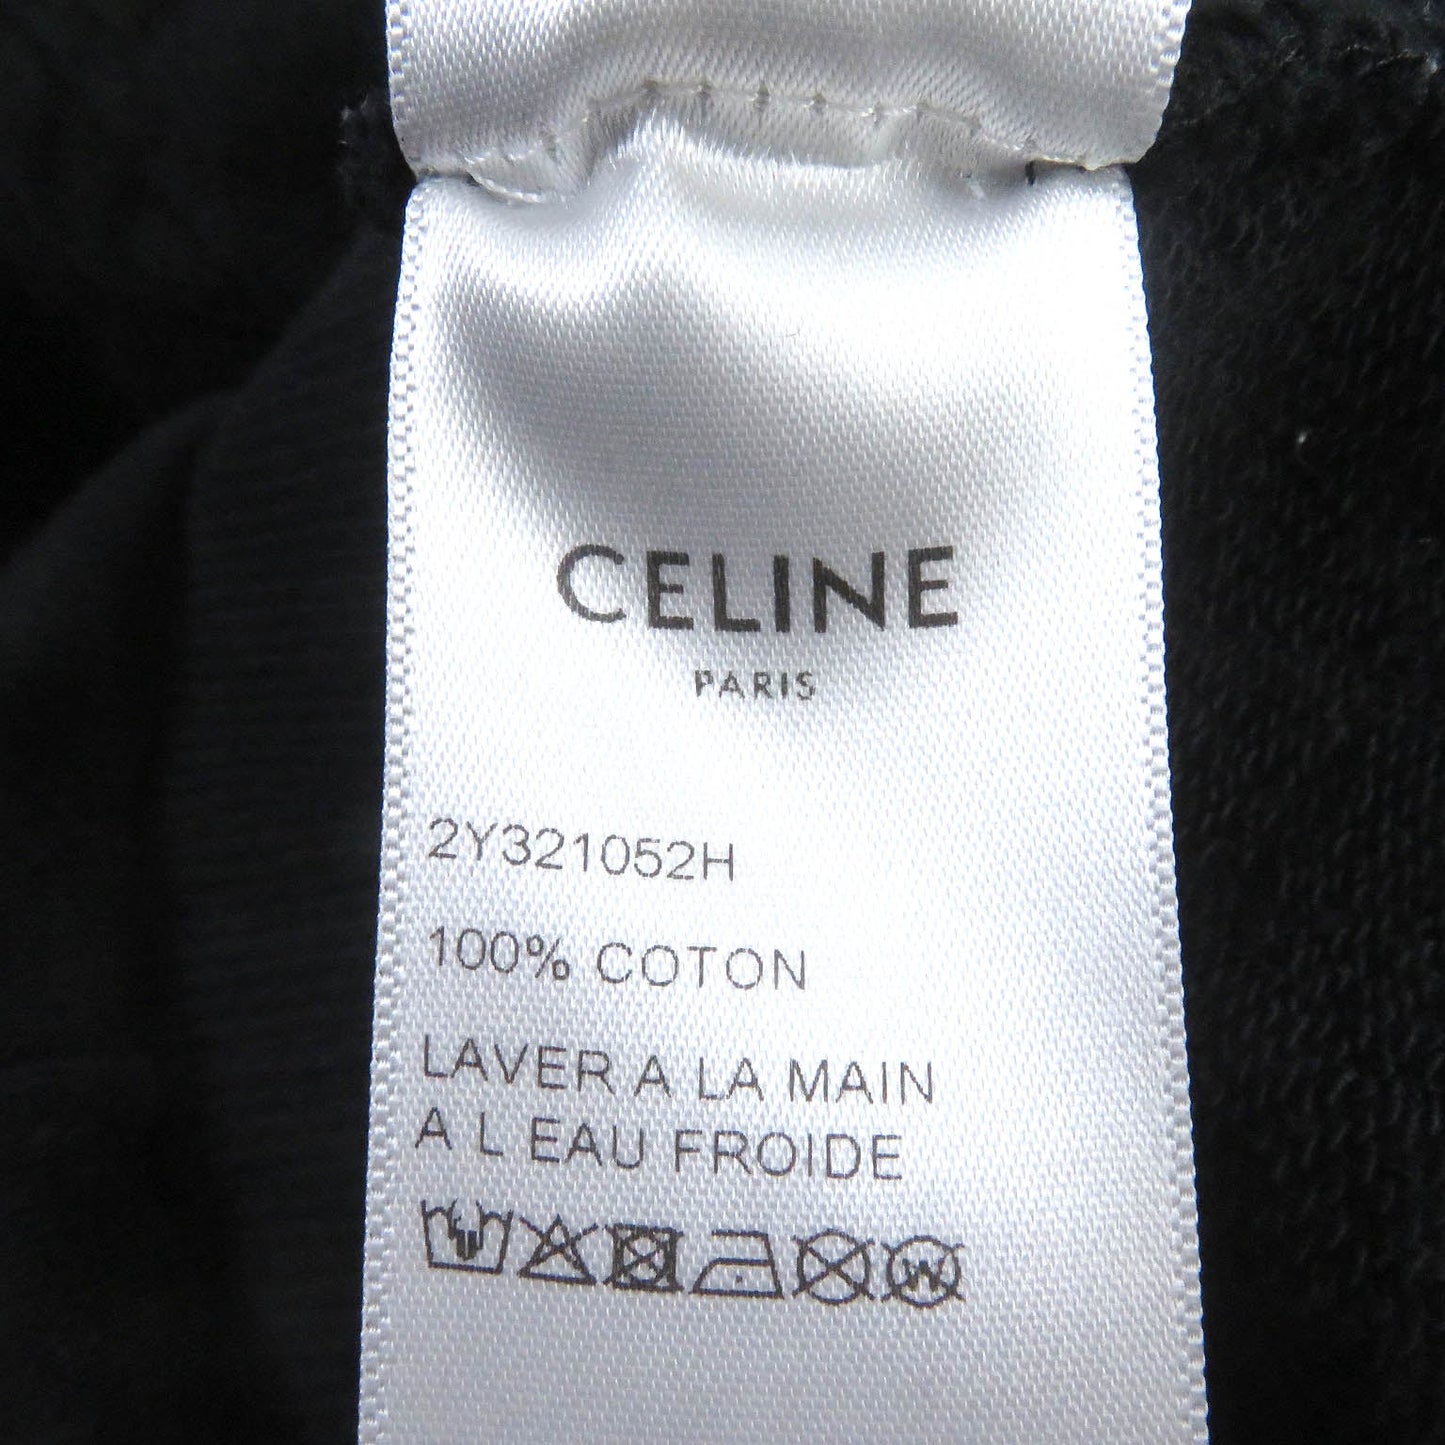 CELINE
PARIS
2Y321052H
100% COTON
LAVER A LA MAIN
A L EAU FROIDE
W